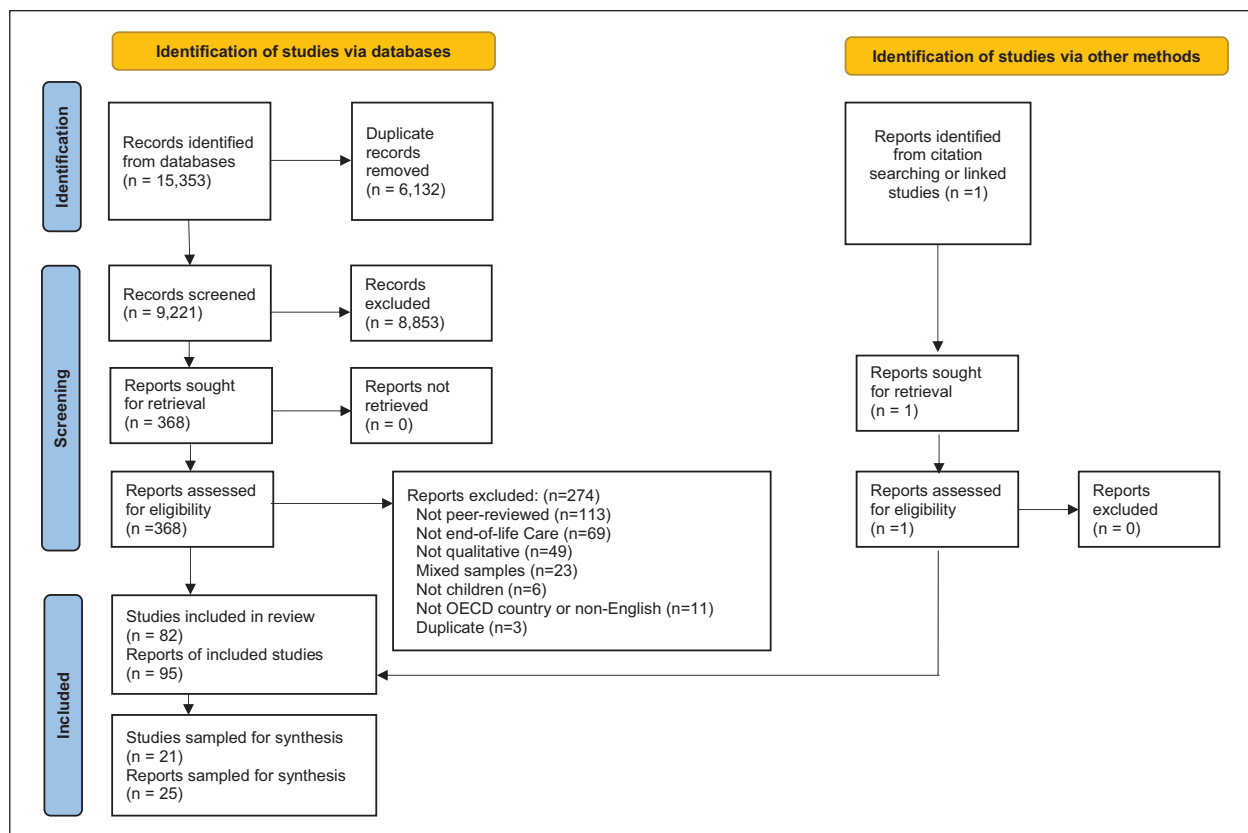 Identification of studies via databases
Identification of studies via other methods
Identification
Records identified
from databases
(n = 15,353)
Duplicate
records
removed
(n = 6,132)
Reports identified
from citation
searching or linked
studies (n =1)
Screening
Records screened
(n = 9,221)
Records
excluded
(n = 8,853)
Reports sought
for retrieval
(n = 368)
Reports not
retrieved
(n = 0)
Reports sought for
retrieval
(n = 1)
Reports assessed
for eligibility
(n =368)
Reports excluded: (n=274)
Not peer-reviewed (n=113)
Not end-of-life Care (n=69)
Not qualitative (n=49)
Mixed samples (n=23)
Not children (n=6)
Not OECD country or non-English (n=11)
Duplicate (n=3)
Reports assessed for
eligibility
(n =1)
Reports
excluded
(n = 0)
Included
Studies included in review
(n = 82)
Reports of included studies
(n = 95)
Studies sampled for synthesis
(n = 21)
Reports sampled for synthesis
(n = 25)